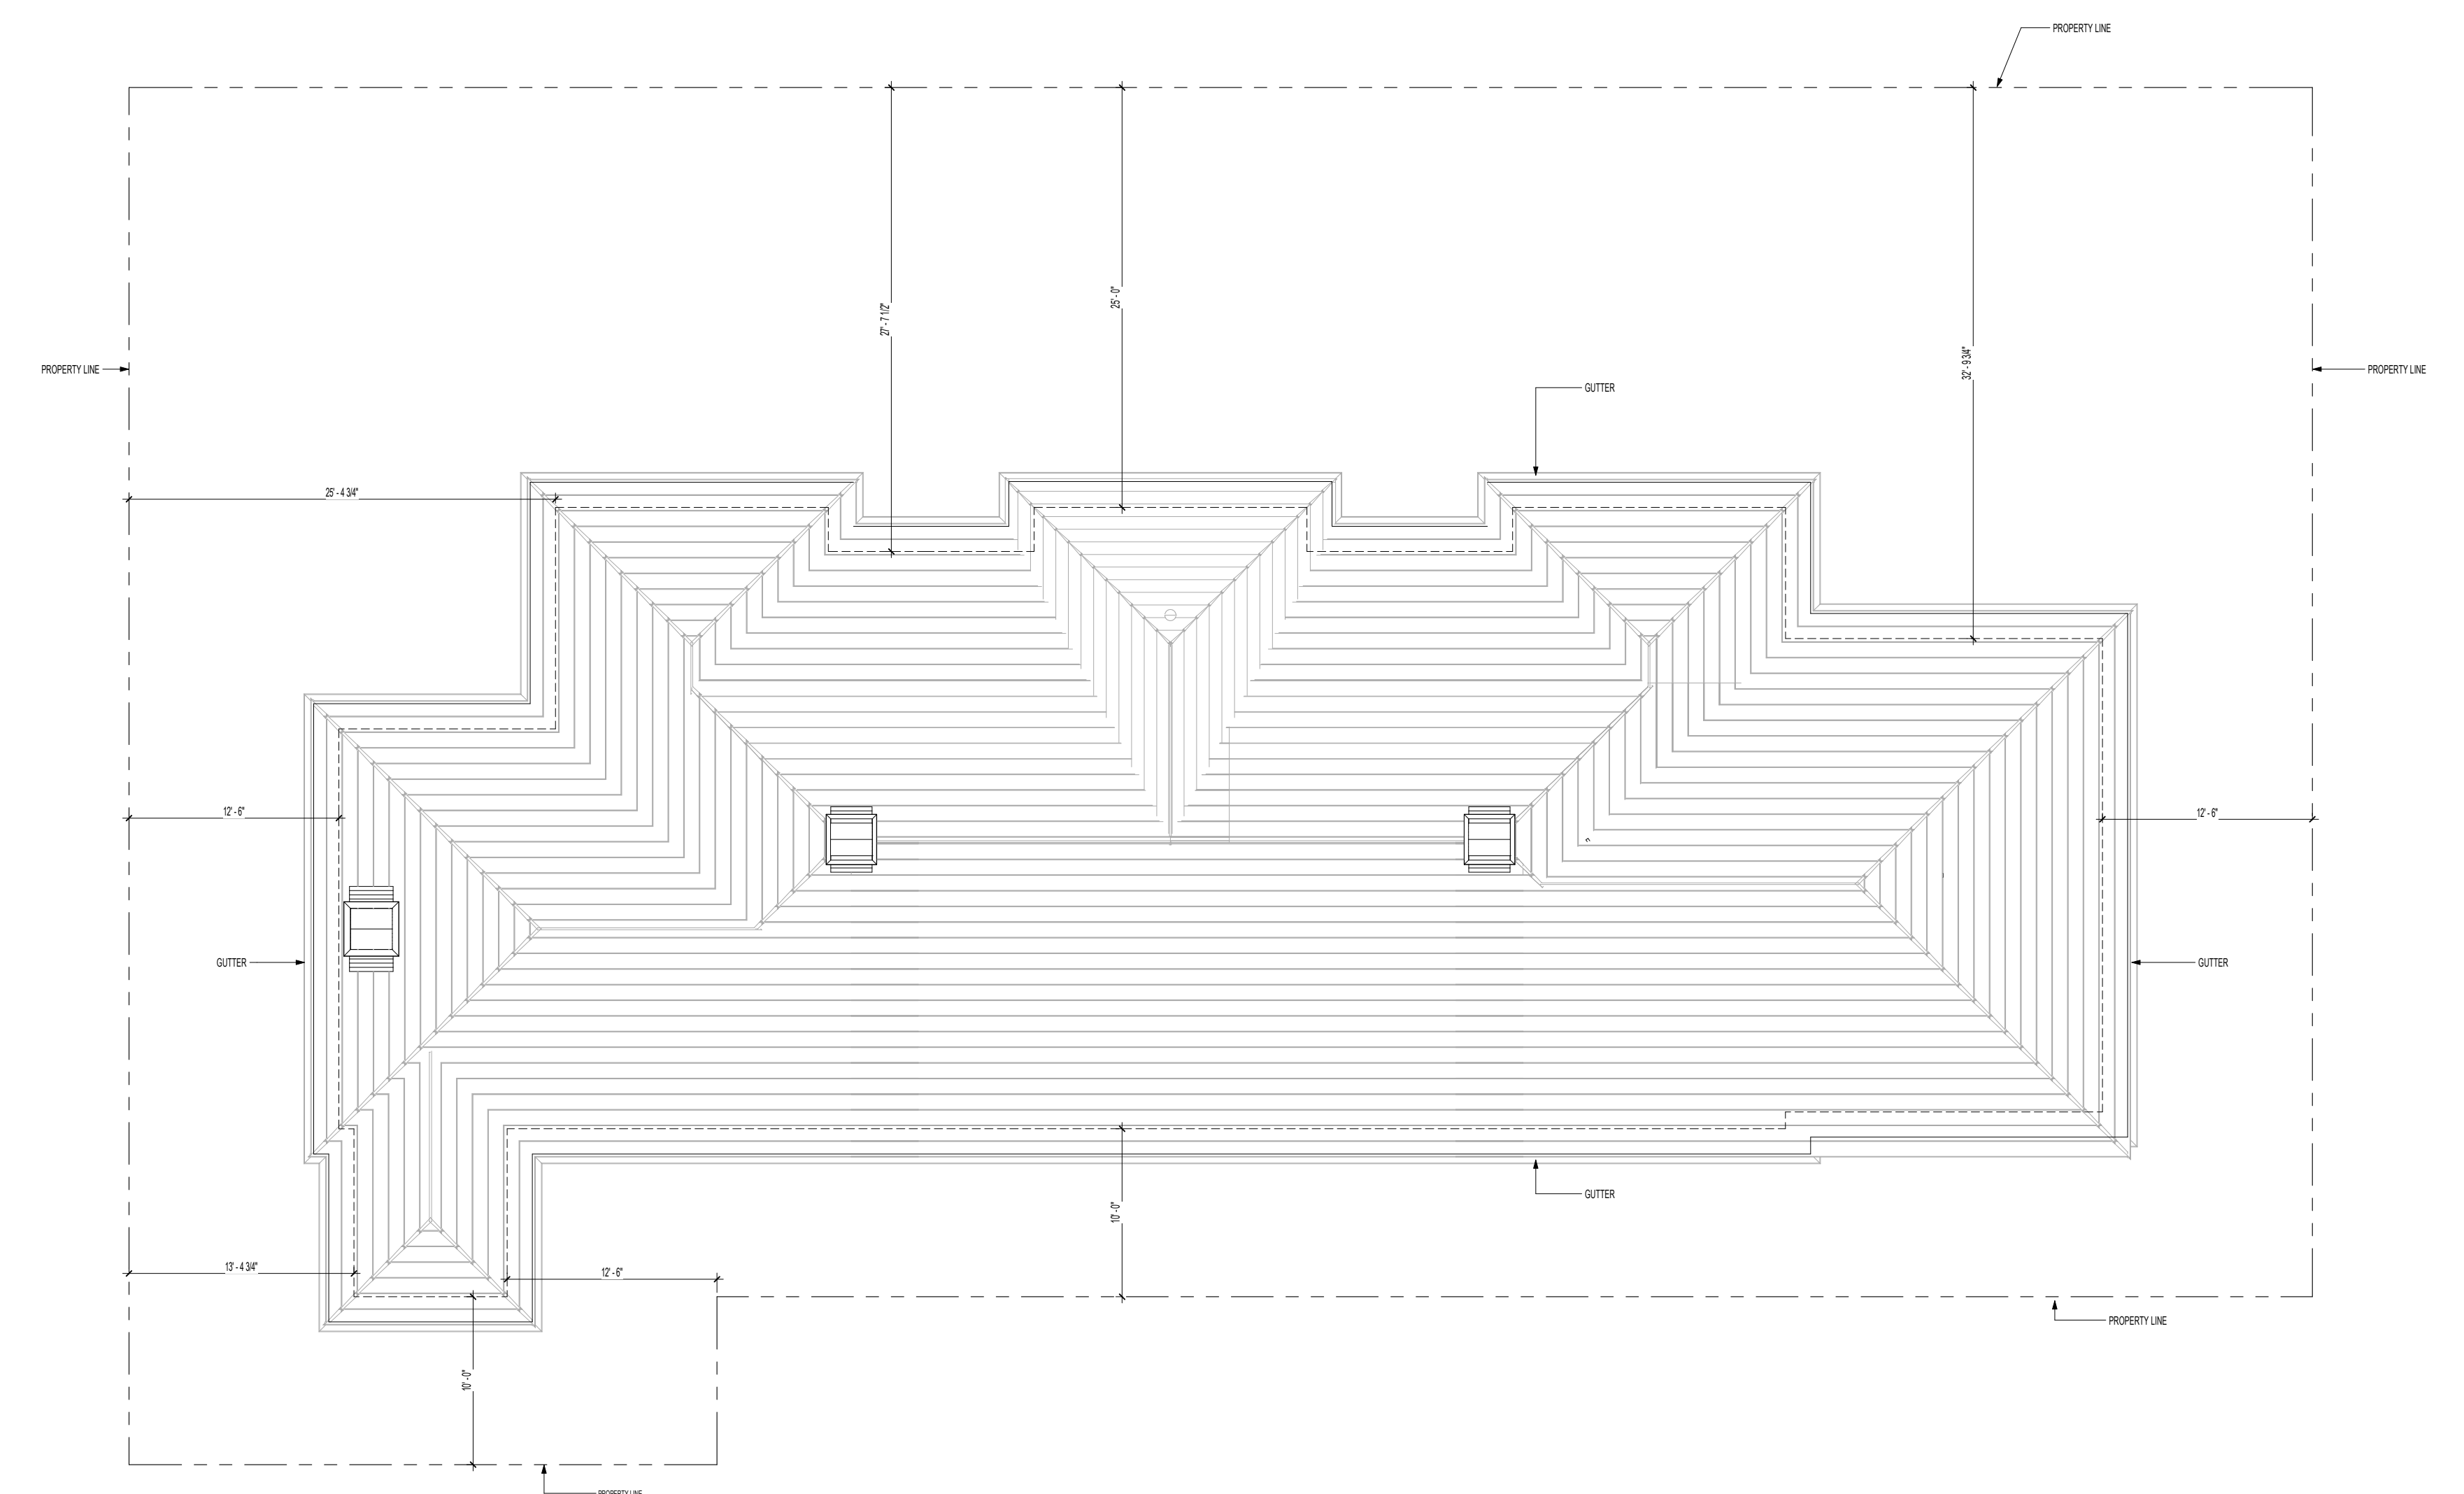 PROPERTY LINE
27' - 7 1/2"
25' - 0"
32' - 9 3/4"
PROPERTY LINE
PROPERTY LINE
GUTTER
25' - 4 3/4"
12' - 6"
12' - 6"
GUTTER
GUTTER
GUTTER
10' - 0"
13' - 4 3/4"
12' - 6"
PROPERTY LINE
10' - 0"
PROPERTY LINE